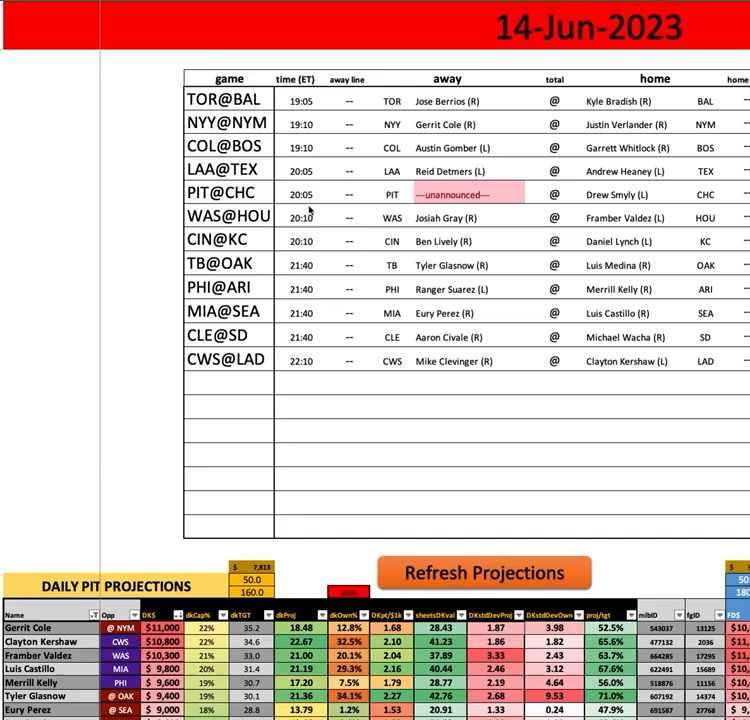 14-Jun-2023
game time (ET) away line away total home home
TOR@BAL 19:05 -- TOR Jose Berrios (R) @ Kyle Bradish (R) BAL --
NYY@NYM 19:10 -- NYY Gerrit Cole (R) @ Justin Verlander (R) NYM --
COL@BOS 19:10 -- COL Austin Gomber (L) @ Garrett Whitlock (R) BOS --
LAA@TEX 20:05 -- LAA Reid Detmers (L) @ Andrew Heaney (L) TEX --
PIT@CHC 20:05 -- PIT ---unannounced--- @ Drew Smyly (L) CHC --
WAS@HOU 20:10 -- WAS Josiah Gray (R) @ Framber Valdez (L) HOU --
CIN@KC 20:10 -- CIN Ben Lively (R) @ Daniel Lynch (L) KC --
TB@OAK 21:40 -- TB Tyler Glasnow (R) @ Luis Medina (R) OAK --
PHI@ARI 21:40 -- PHI Ranger Suarez (L) @ Merrill Kelly (R) ARI --
MIA@SEA 21:40 -- MIA Eury Perez (R) @ Luis Castillo (R) SEA --
CLE@SD 21:40 -- CLE Aaron Civale (R) @ Michael Wacha (R) SD --
CWS@LAD 22:10 -- CWS Mike Clevinger (R) @ Clayton Kershaw (L) LAD --
$ 7,813 Refresh Projections $
DAILY PIT PROJECTIONS 50.0 50.
160.0 200% 180
Name Opp DK$ dkCap% dkTGT dkProj dkOwn% DKpt/$1k sheetsDKval DKstdDevProj DKstdDevOwn proj/tgt mlbID fgID FD$
Gerrit Cole @ NYM $11,000 22% 35.2 18.48 12.8% 1.68 28.43 1.87 3.98 52.5% 543037 13125 $10,
Clayton Kershaw CWS $10,800 22% 34.6 22.67 32.5% 2.10 41.23 1.86 1.82 65.6% 477132 2036 $11,
Framber Valdez WAS $10,300 21% 33.0 21.00 20.1% 2.04 37.89 3.33 2.43 63.7% 664285 17295 $11,
Luis Castillo MIA $ 9,800 20% 31.4 21.19 29.3% 2.16 40.44 2.46 3.12 67.6% 622491 15689 $10,
Merrill Kelly PHI $ 9,600 19% 30.7 17.20 7.5% 1.79 28.77 2.19 4.64 56.0% 518876 11156 $10,
Tyler Glasnow @ OAK $ 9,400 19% 30.1 21.36 34.1% 2.27 42.76 2.68 9.53 71.0% 607192 14374 $10,
Eury Perez @ SEA $ 9,000 18% 28.8 13.79 1.2% 1.53 20.91 1.33 0.24 47.9% 691587 27768 $ 9,